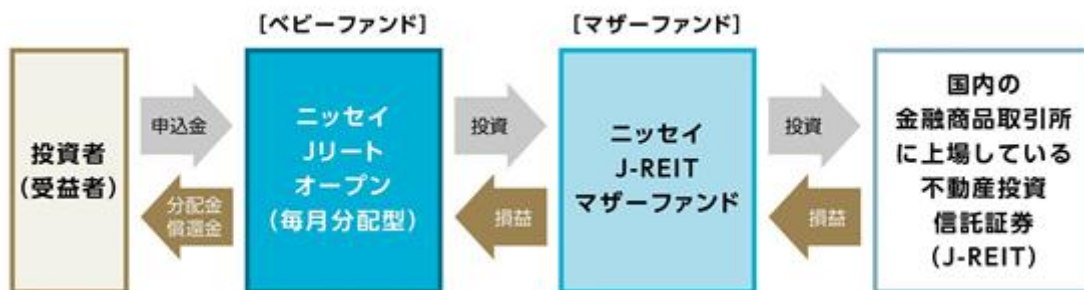 [ベビーファンド]
[マザーファンド]
投資者
(受益者)
申込金
分配金
償還金
ニッセイ
Jリート
オープン
(毎月分配型)
投資
損益
ニッセイ
J-REIT
マザーファンド
投資
損益
国内の
金融商品取引所
に上場している
不動産投資
信託証券
(J-REIT)